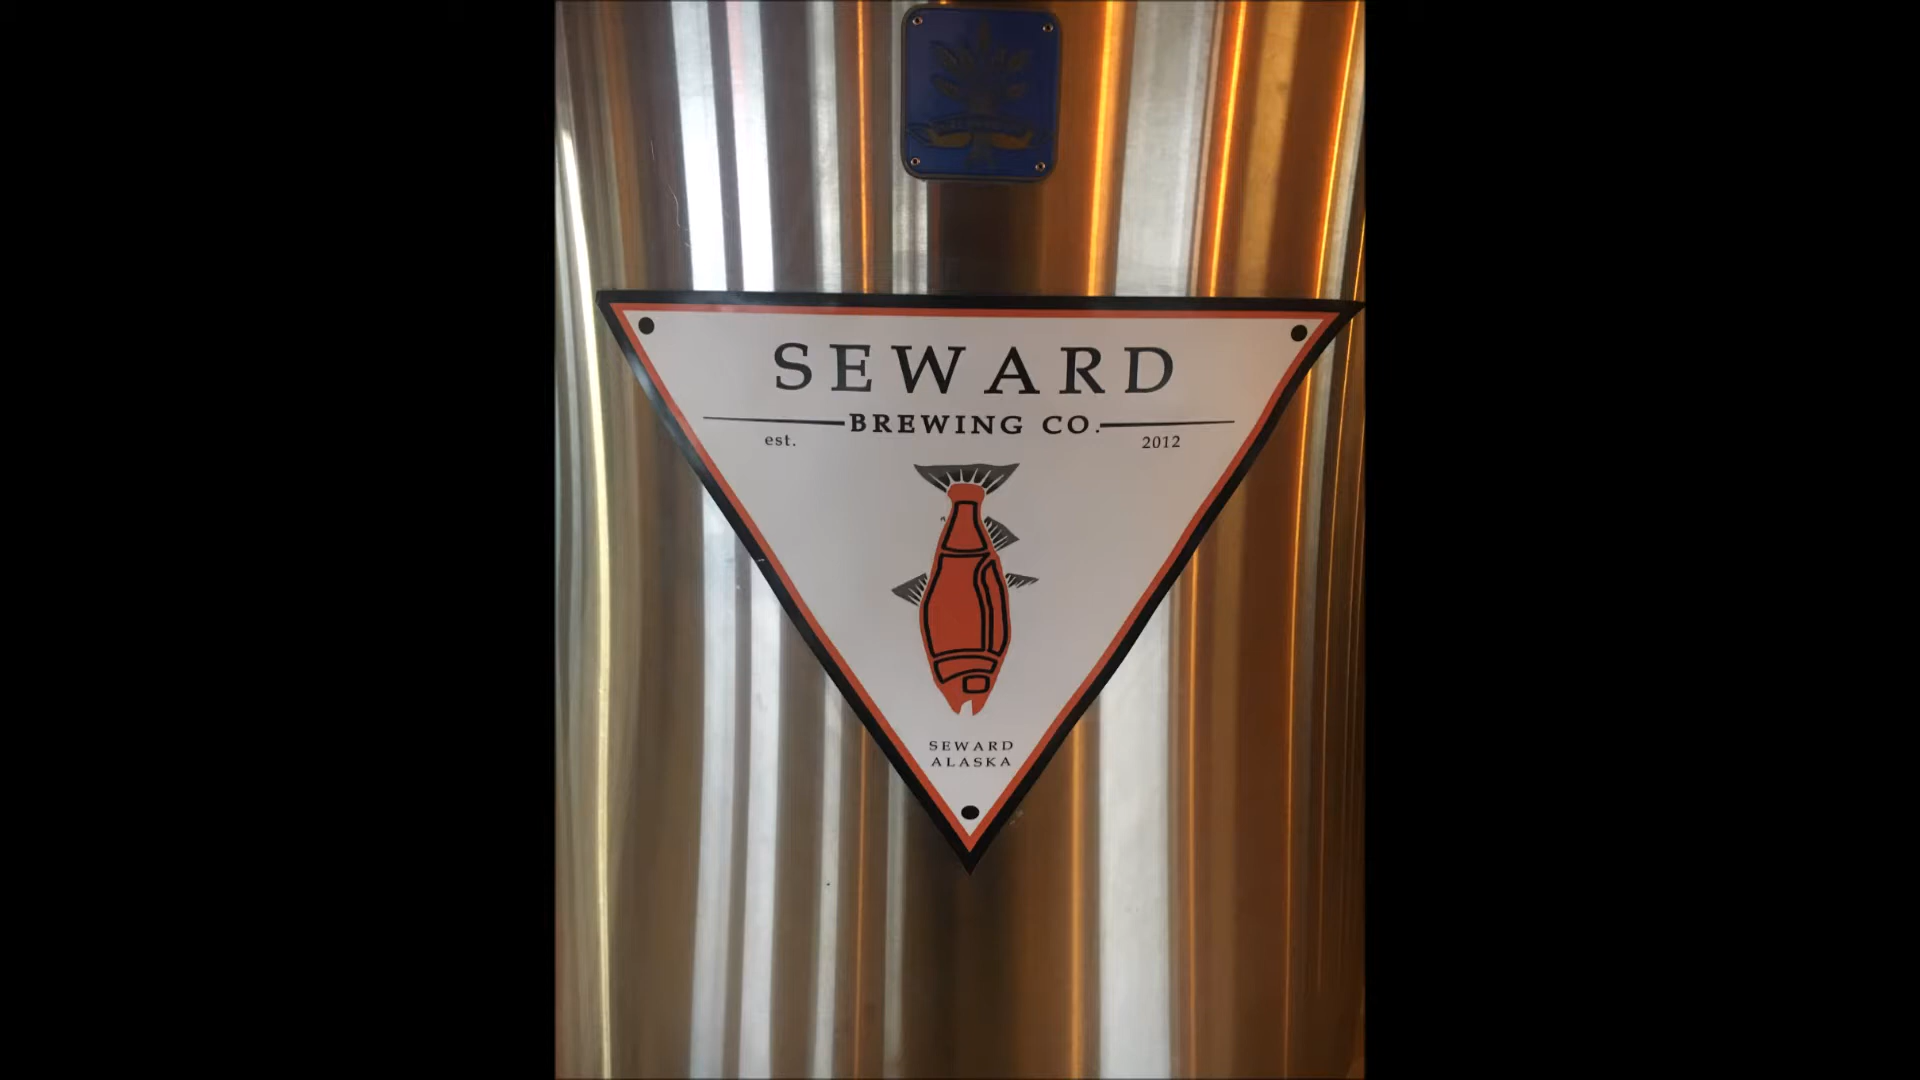 SEWARD
BREWING CO.
est. 2012
SEWARD
ALASKA